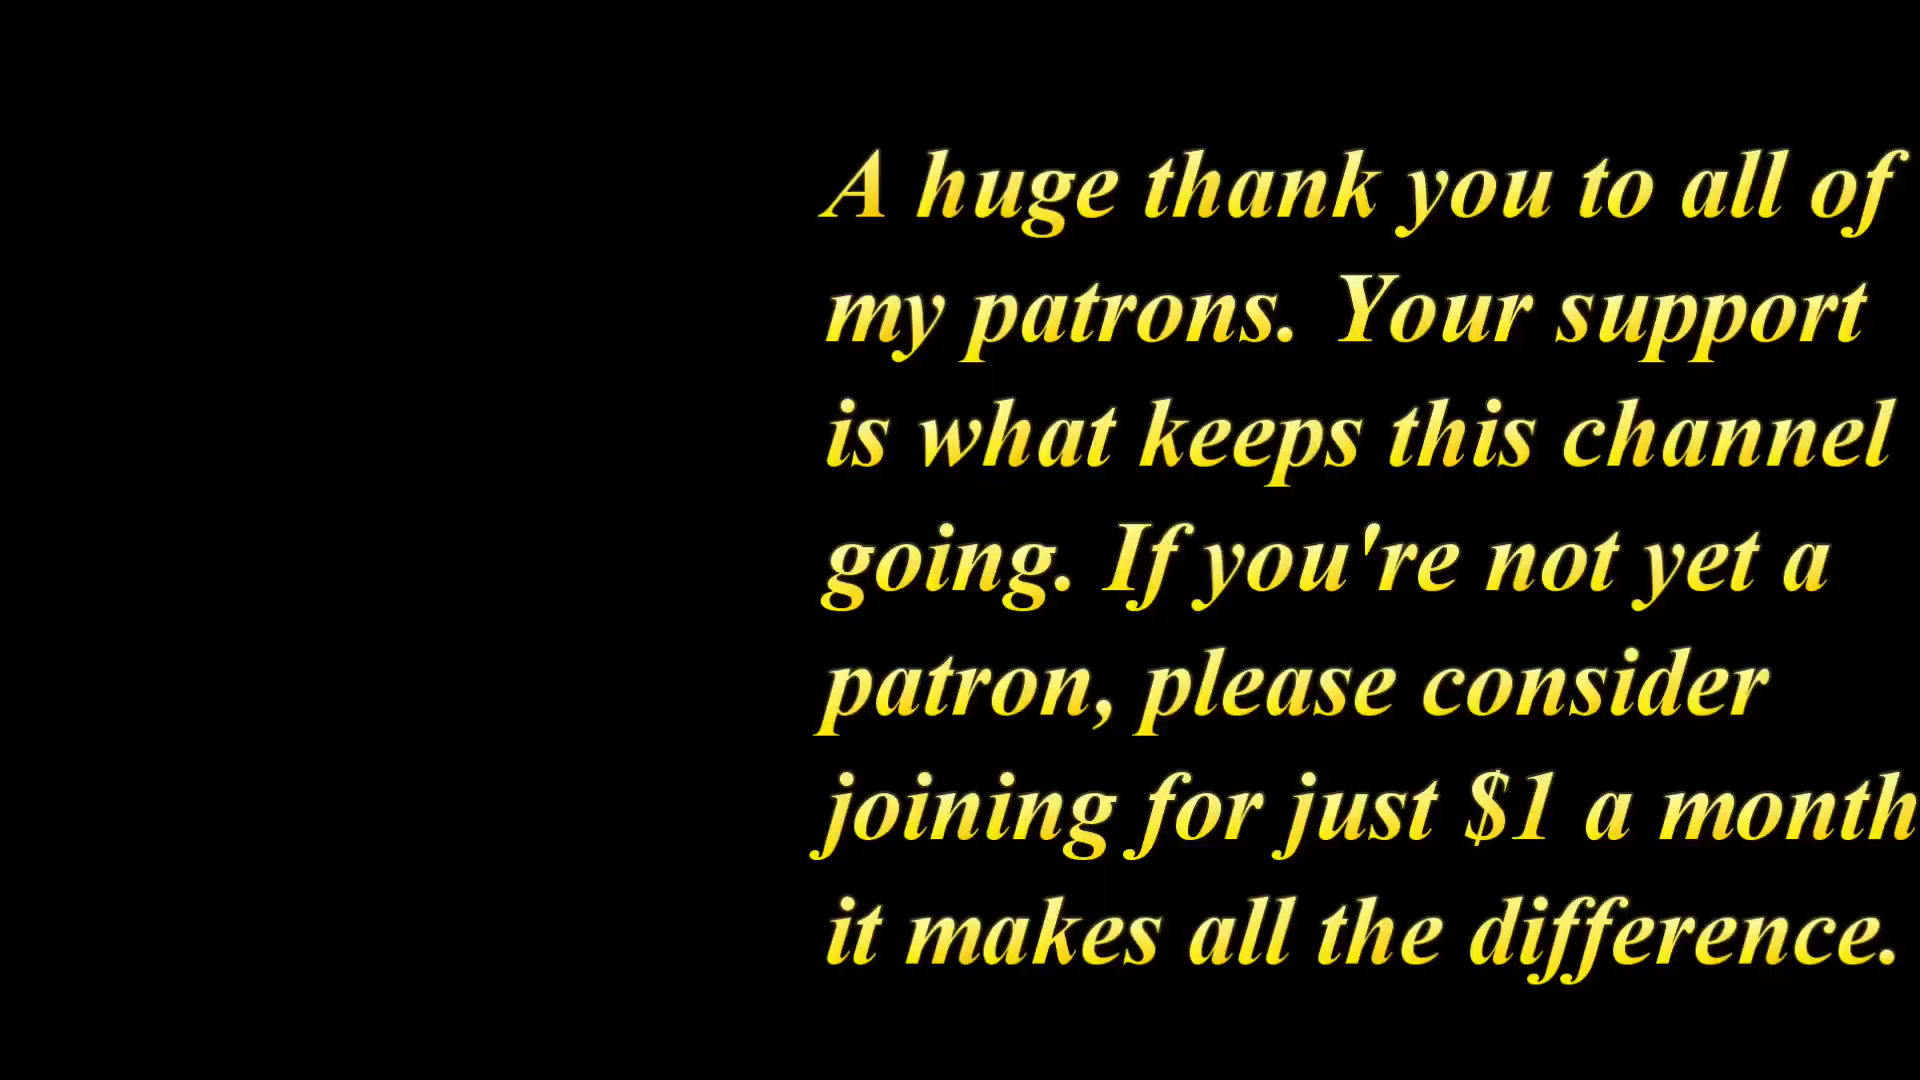 A huge thank you to all of
my patrons. Your support
is what keeps this channel
going. If you're not yet a
patron, please consider
joining for just $1 a month
it makes all the difference.